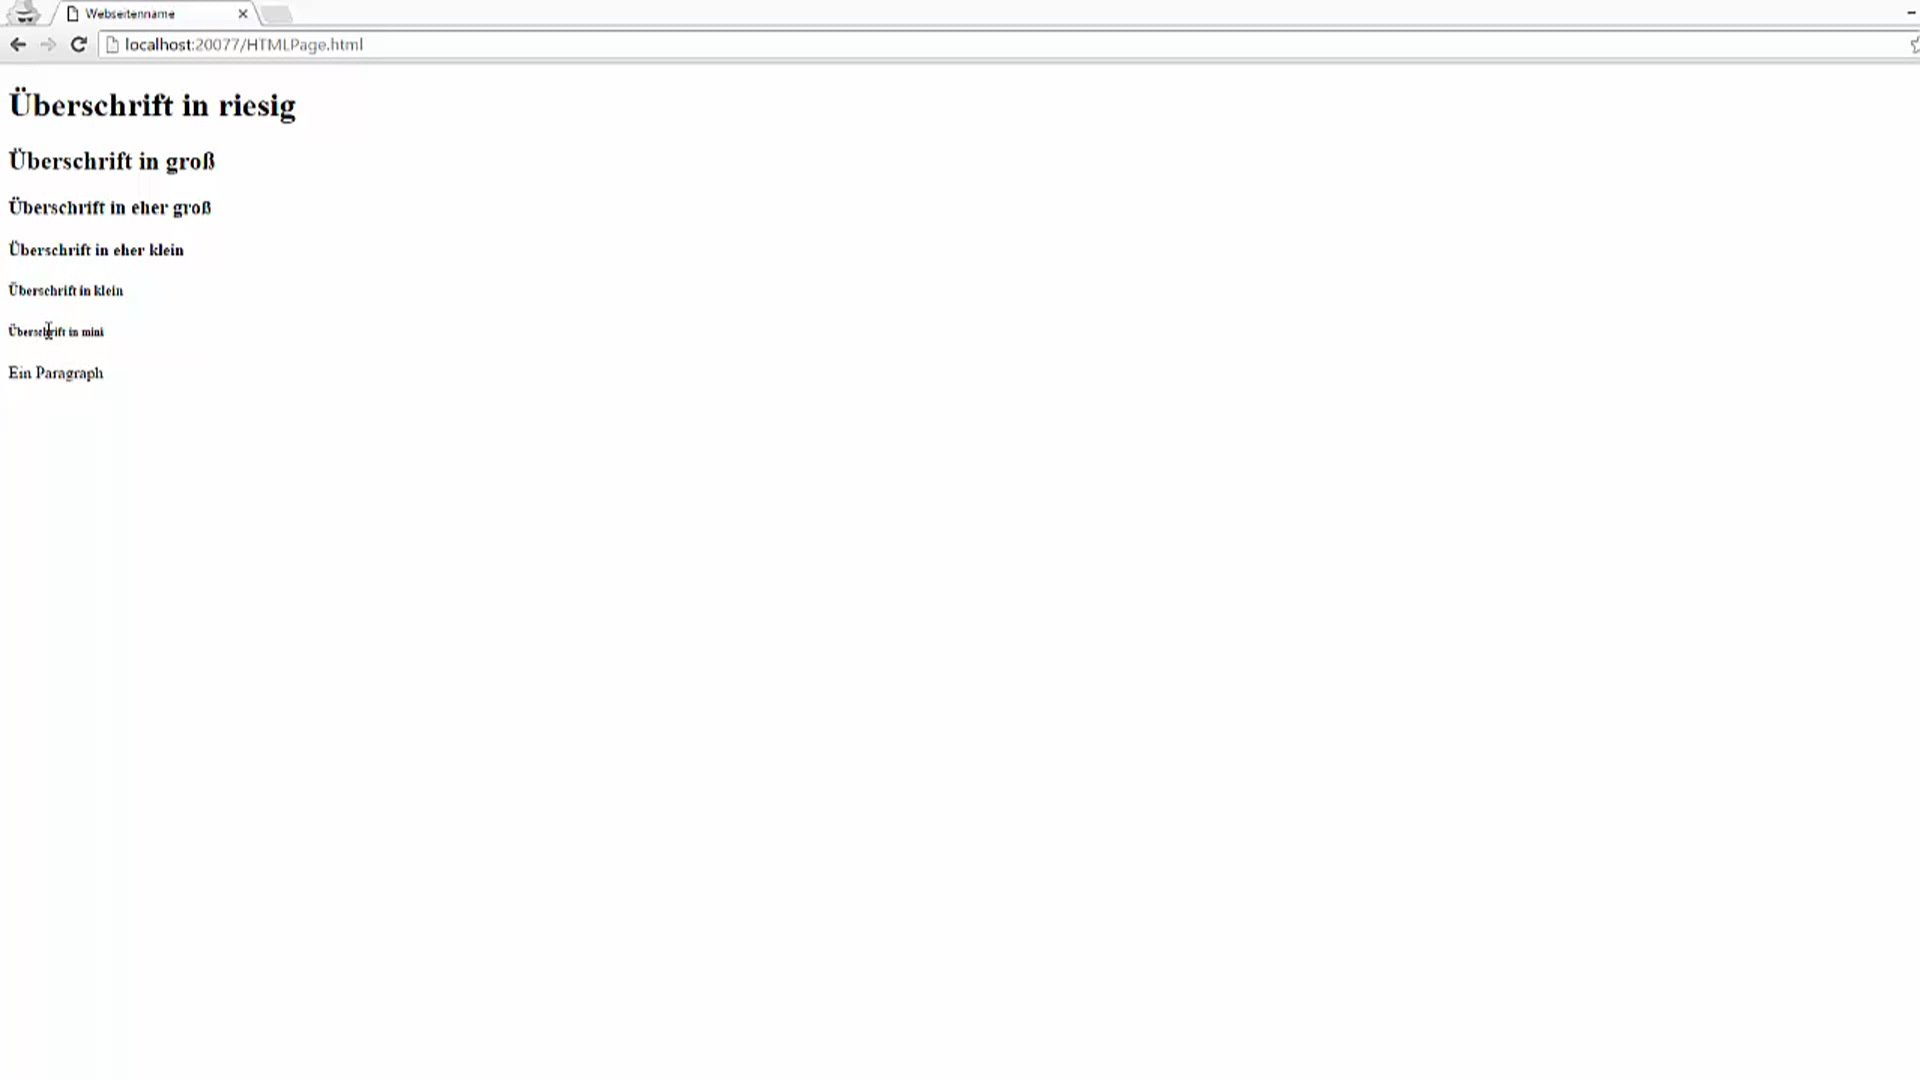 Webseitenname
localhost:20077/HTMLPage.html
Überschrift in riesig
Überschrift in groß
Überschrift in eher groß
Überschrift in eher klein
Überschrift in klein
Überschrift in mini
Ein Paragraph